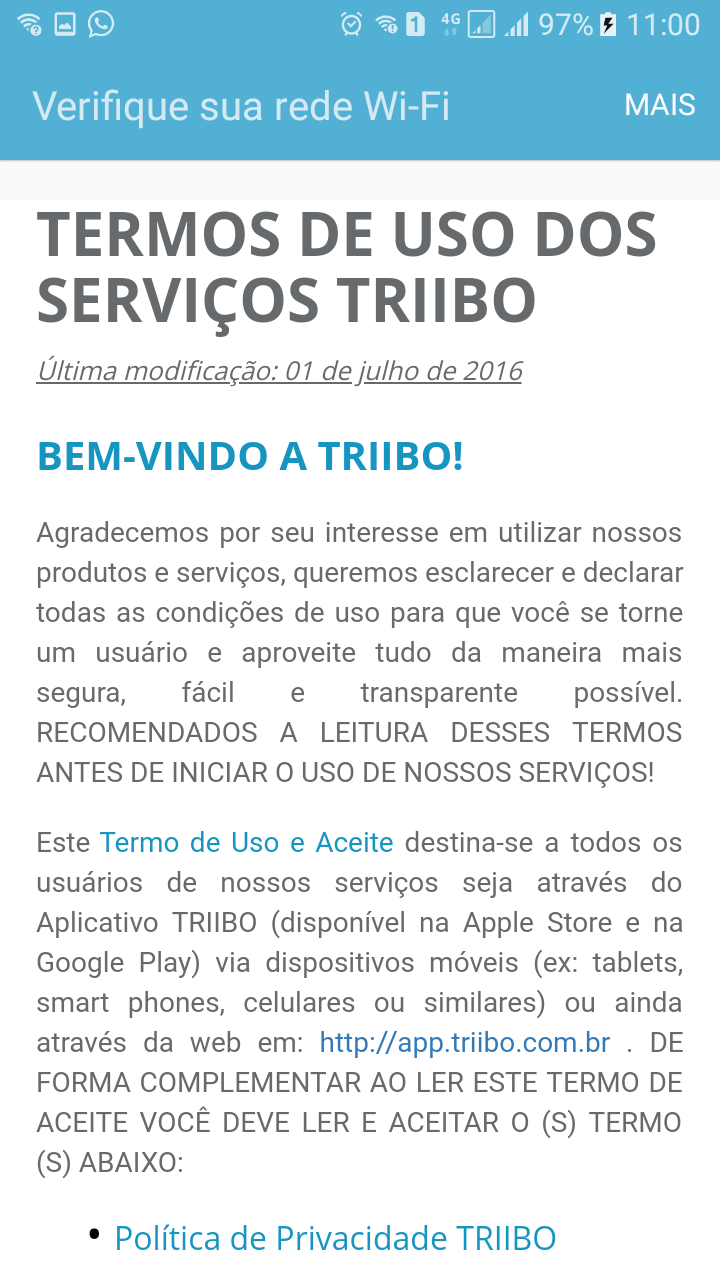 4G 97% 11:00
Verifique sua rede Wi-Fi MAIS
TERMOS DE USO DOS
SERVIÇOS TRIIBO
Última modificação: 01 de julho de 2016
BEM-VINDO A TRIIBO!
Agradecemos por seu interesse em utilizar nossos
produtos e serviços, queremos esclarecer e declarar
todas as condições de uso para que você se torne
um usuário e aproveite tudo da maneira mais
segura, fácil e transparente possível.
RECOMENDADOS A LEITURA DESSES TERMOS
ANTES DE INICIAR O USO DE NOSSOS SERVIÇOS!
Este Termo de Uso e Aceite destina-se a todos os
usuários de nossos serviços seja através do
Aplicativo TRIIBO (disponível na Apple Store e na
Google Play) via dispositivos móveis (ex: tablets,
smart phones, celulares ou similares) ou ainda
através da web em: http://app.triibo.com.br . DE
FORMA COMPLEMENTAR AO LER ESTE TERMO DE
ACEITE VOCÊ DEVE LER E ACEITAR O (S) TERMO
(S) ABAIXO:
• Política de Privacidade TRIIBO